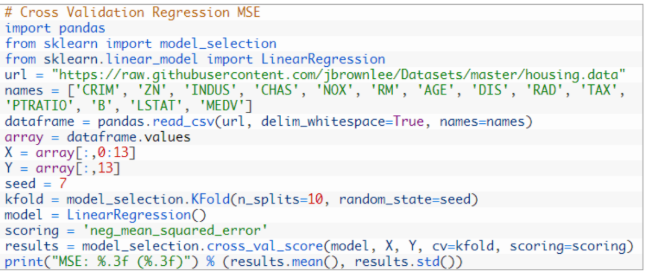 # Cross Validation Regression MSE
import pandas
from sklearn import model_selection
from sklearn.linear_model import LinearRegression
url = "https://raw.githubusercontent.com/jbrownlee/Datasets/master/housing.data"
names = ['CRIM', 'ZN', 'INDUS', 'CHAS', 'NOX', 'RM', 'AGE', 'DIS', 'RAD', 'TAX',
'PTRATIO', 'B', 'LSTAT', 'MEDV']
dataframe = pandas.read_csv(url, delim_whitespace=True, names=names)
array = dataframe.values
X = array[:,0:13]
Y = array[:,13]
seed = 7
kfold = model_selection.KFold(n_splits=10, random_state=seed)
model = LinearRegression()
scoring = 'neg_mean_squared_error'
results = model_selection.cross_val_score(model, X, Y, cv=kfold, scoring=scoring)
print("MSE: %.3f (%.3f)") % (results.mean(), results.std())